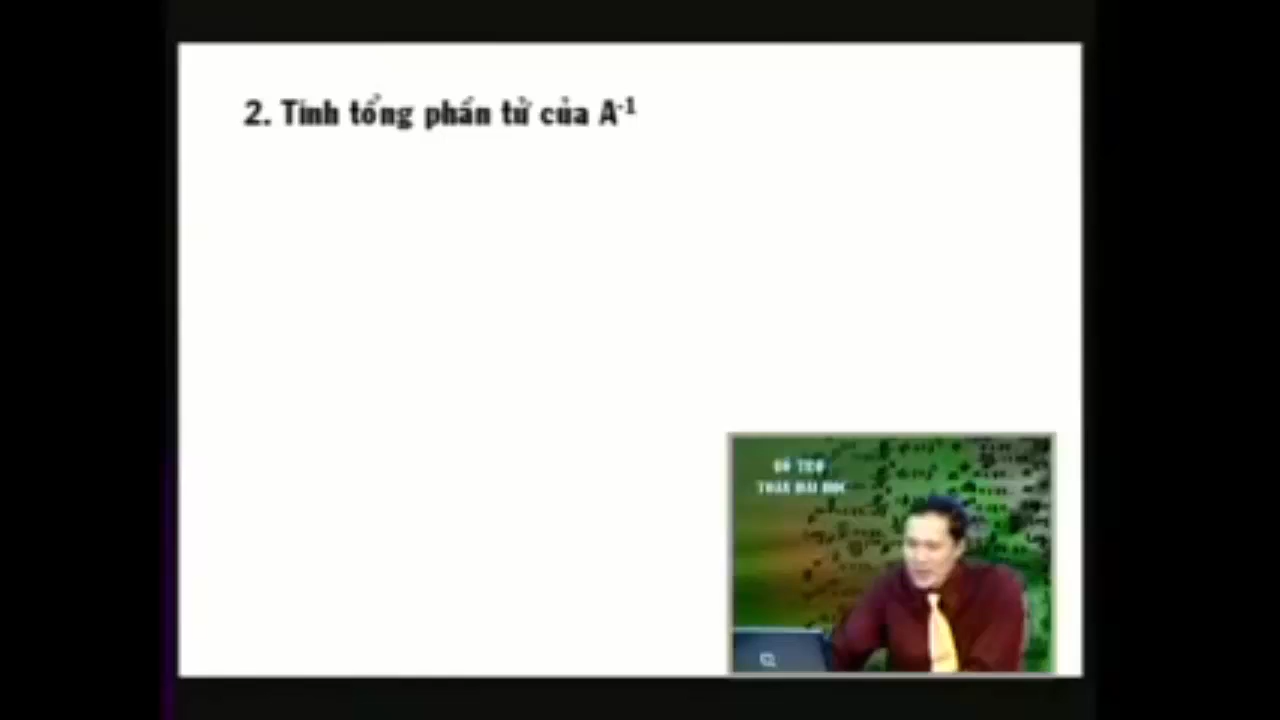 2. Tính tổng phần tử của A-1